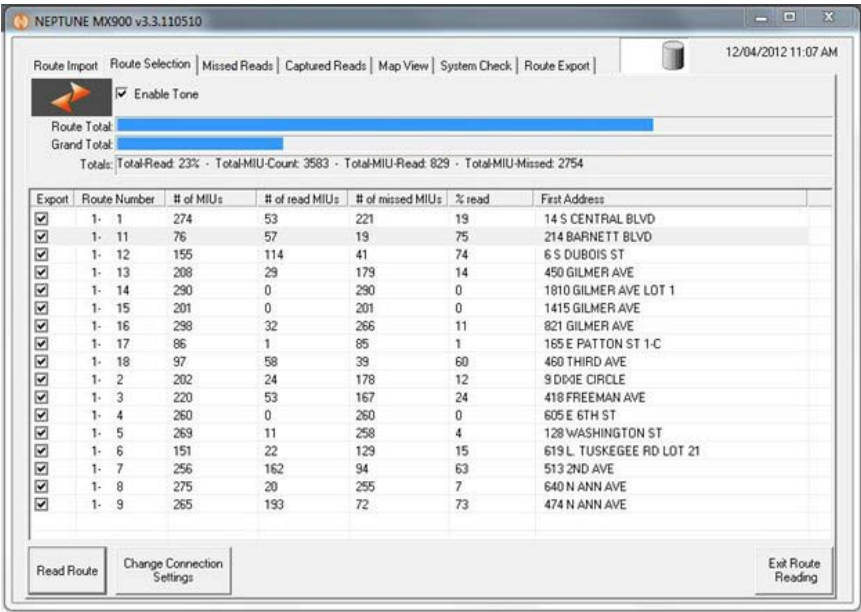 NEPTUNE MX900 v3.3.110510
12/04/2012 11:07 AM
Route Import Route Selection Missed Reads Captured Reads Map View System Check Route Export
Enable Tone
Route Total:
Grand Total:
Totals: Total-Read: 23% - Total-MIU-Count: 3583 - Total-MIU-Read: 829 - Total-MIU-Missed: 2754
Export Route Number # of MIUs # of read MIUs # of missed MIUs % read First Address
1- 1 274 53 221 19 14 S CENTRAL BLVD
1- 11 76 57 19 75 214 BARNETT BLVD
1- 12 155 114 41 74 6 S DUBOIS ST
1- 13 208 29 179 14 450 GILMER AVE
1- 14 290 0 290 0 1810 GILMER AVE LOT 1
1- 15 201 0 201 0 1415 GILMER AVE
1- 16 298 32 266 11 821 GILMER AVE
1- 17 86 1 85 1 165 E PATTON ST 1-C
1- 18 97 58 39 60 460 THIRD AVE
1- 2 202 24 178 12 9 DIXIE CIRCLE
1- 3 220 53 167 24 418 FREEMAN AVE
1- 4 260 0 260 0 605 E 6TH ST
1- 5 269 11 258 4 128 WASHINGTON ST
1- 6 151 22 129 15 619 L. TUSKEGEE RD LOT 21
1- 7 256 162 94 63 513 2ND AVE
1- 8 275 20 255 7 640 N ANN AVE
1- 9 265 193 72 73 474 N ANN AVE
Read Route
Change Connection
Settings
Exit Route
Reading